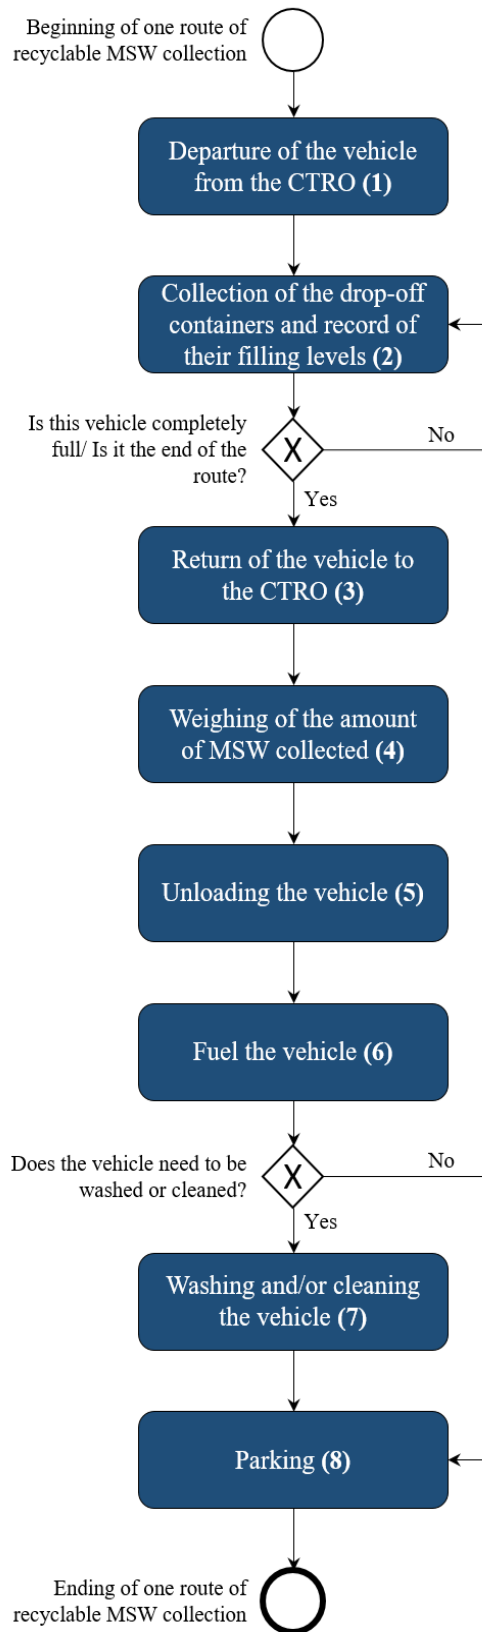 Beginning of one route of
recyclable MSW collection
Departure of the vehicle
from the CTRO (1)
Collection of the drop-off
containers and record of
their filling levels (2)
Is this vehicle completely
full/ Is it the end of the
route?
X
No
Yes
Return of the vehicle to
the CTRO (3)
Weighing of the amount
of MSW collected (4)
Unloading the vehicle (5)
Fuel the vehicle (6)
Does the vehicle need to be
washed or cleaned?
X
No
Yes
Washing and/or cleaning
the vehicle (7)
Parking (8)
Ending of one route of
recyclable MSW collection